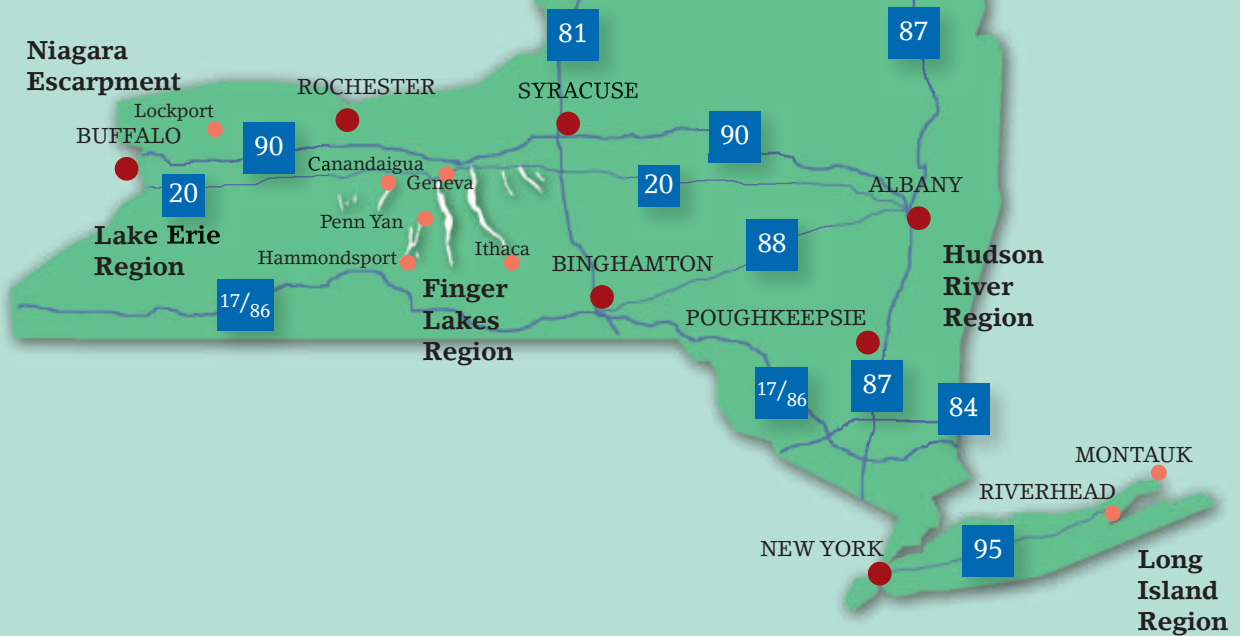 81
87
Niagara
Escarpment
ROCHESTER
SYRACUSE
Lockport
BUFFALO
90
90
Canandaigua
Geneva
20
20
ALBANY
Penn Yan
Lake Erie
Region
Hammondsport
Ithaca
BINGHAMTON
88
Hudson
River
Region
17/86
Finger
Lakes
Region
POUGHKEEPSIE
17/86
87
84
MONTAUK
RIVERHEAD
NEW YORK
95
Long
Island
Region